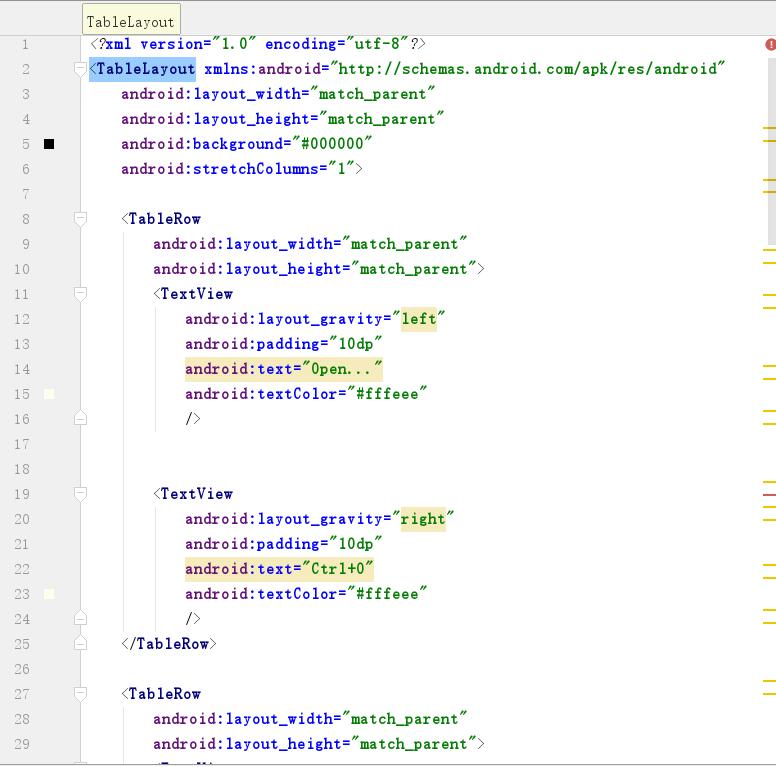 TableLayout
1 <?xml version="1.0" encoding="utf-8"?>
2 <TableLayout xmlns:android="http://schemas.android.com/apk/res/android"
3 android:layout_width="match_parent"
4 android:layout_height="match_parent"
5 android:background="#000000"
6 android:stretchColumns="1">
7
8 <TableRow
9 android:layout_width="match_parent"
10 android:layout_height="match_parent">
11 <TextView
12 android:layout_gravity="left"
13 android:padding="10dp"
14 android:text="Open..."
15 android:textColor="#fffeee"
16 />
17
18
19 <TextView
20 android:layout_gravity="right"
21 android:padding="10dp"
22 android:text="Ctrl+O"
23 android:textColor="#fffeee"
24 />
25 </TableRow>
26
27 <TableRow
28 android:layout_width="match_parent"
29 android:layout_height="match_parent">